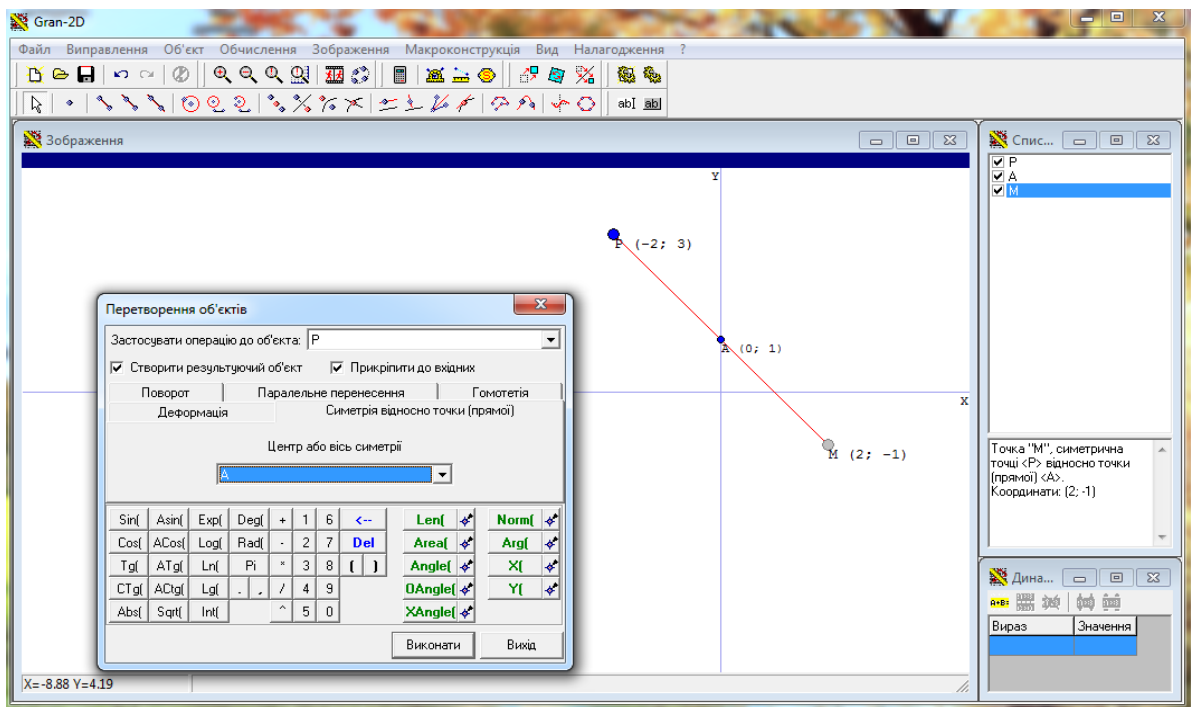 Gran-2D
Файл Виправлення Об'єкт Обчислення Зображення Макроконструкція Вид Налагодження ?
abI ab
Зображення
Y
P (-2; 3)
A (0; 1)
X
M (2; -1)
Перетворення об'єктів
Застосувати операцію до об'єкта: P
Створити результуючий об'єкт Прикріпити до вхідних
Поворот Паралельне перенесення Гомотетія
Деформація Симетрія відносно точки (прямої)
Центр або вісь симетрії
A
Sin( Asin( Exp( Deg( + 1 6 <-- Len( Norm(
Cos( ACos( Log( Rad( - 2 7 Del Area( Arg(
Tg( ATg( Ln( Pi * 3 8 ( ) Angle( X(
CTg( ACtg( Lg( . , / 4 9 OAngle( Y(
Abs( Sqrt( Int( ^ 5 0 XAngle(
Виконати Вихід
X=-8.88 Y=4.19
Спис...
P
A
M
Точка "M", симетрична
точці <P> відносно точки
(прямої) <A>.
Координати: (2; -1)
Дина...
A+B=
Вираз Значення